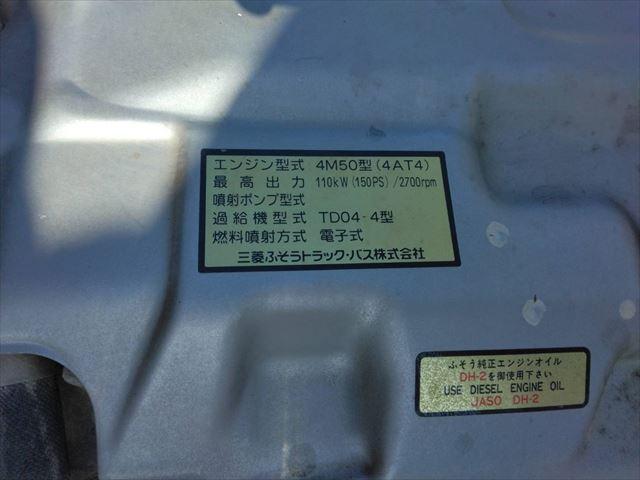 エンジン型式 4M50型(4AT4)
最高出力 110kW(150PS)/2700rpm
噴射ポンプ型式
過給機型式 TD04-4型
燃料噴射方式 電子式
三菱ふそうトラック・バス株式会社
ふそう純正エンジンオイル
DH-2を御使用下さい
USE DIESEL ENGINE OIL
JASO DH-2